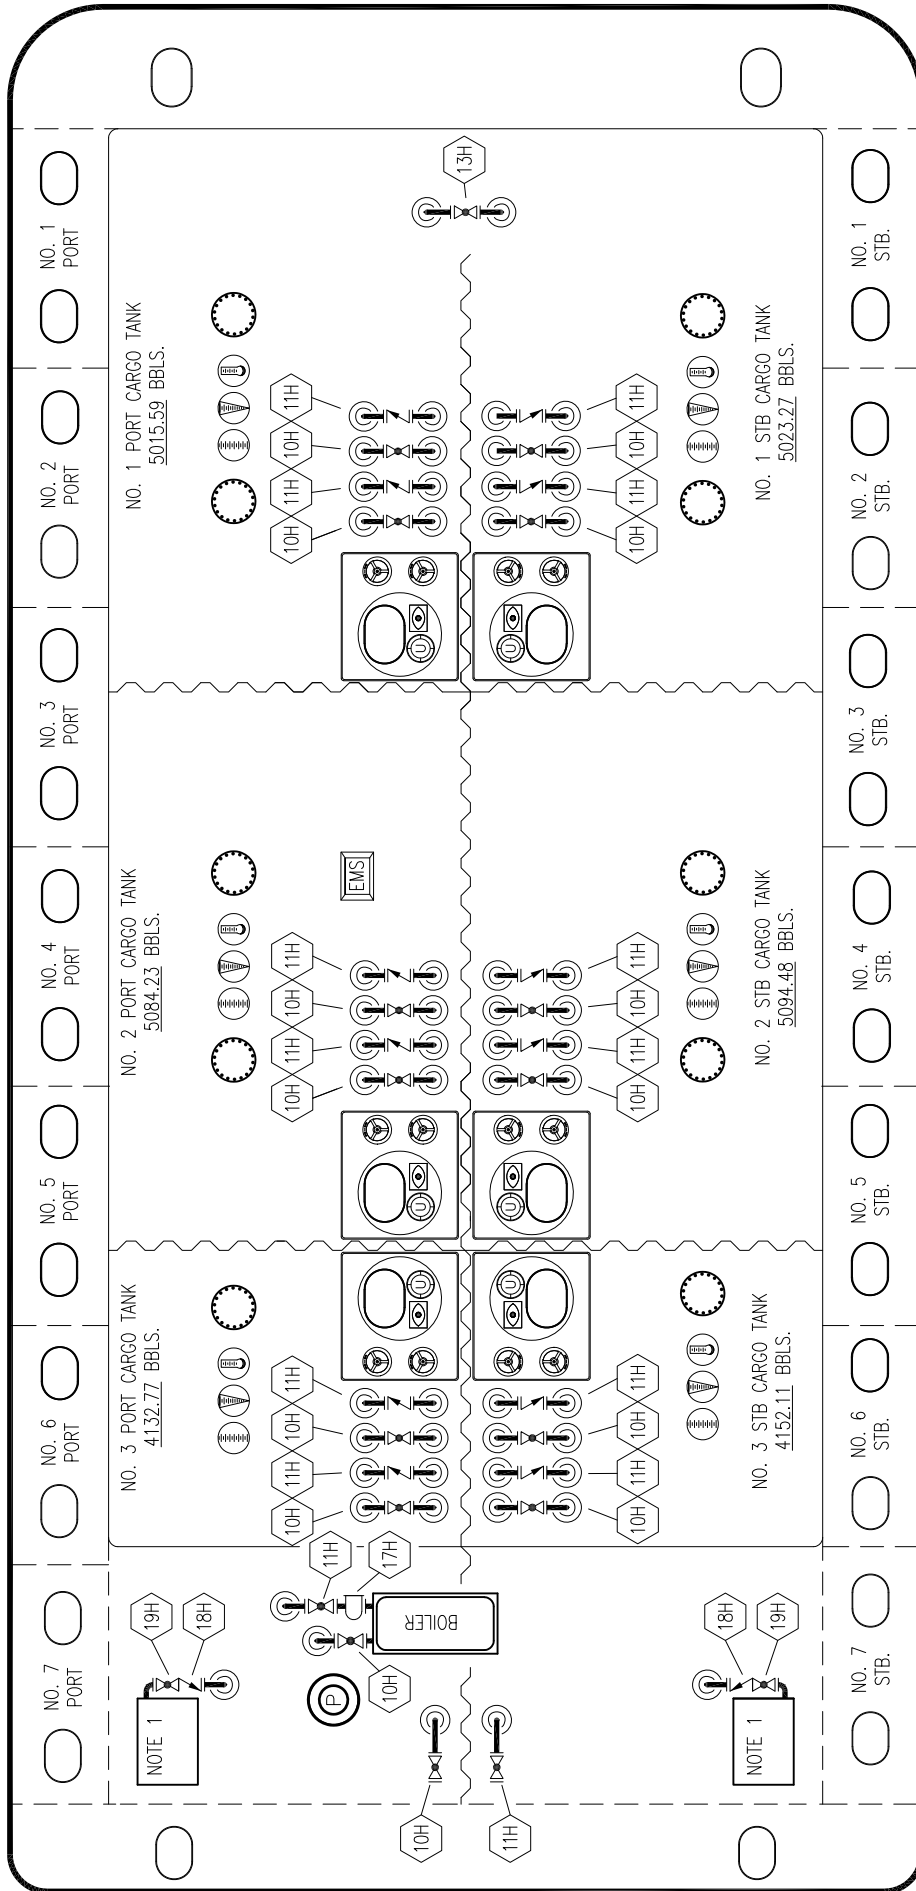 13H
NO. 1
PORT
NO. 2
PORT
NO. 3
PORT
NO. 4
PORT
NO. 5
PORT
NO. 6
PORT
NO. 7
PORT
NO. 1 PORT CARGO TANK
5015.59 BBLS.
11H
10H
11H
10H
U
NO. 2 PORT CARGO TANK
5084.23 BBLS.
EMS
11H
10H
11H
10H
U
NO. 3 PORT CARGO TANK
4132.77 BBLS.
U
11H
10H
11H
10H
NO. 1 STB CARGO TANK
5023.27 BBLS.
11H
10H
11H
10H
U
NO. 2 STB CARGO TANK
5094.48 BBLS.
11H
10H
11H
10H
U
NO. 3 STB CARGO TANK
4152.11 BBLS.
U
11H
10H
11H
10H
NO. 1
STB.
NO. 2
STB.
NO. 3
STB.
NO. 4
STB.
NO. 5
STB.
NO. 6
STB.
NO. 7
STB.
19H
18H
NOTE 1
11H
17H
BOILER
10H
P
10H
11H
18H
19H
NOTE 1